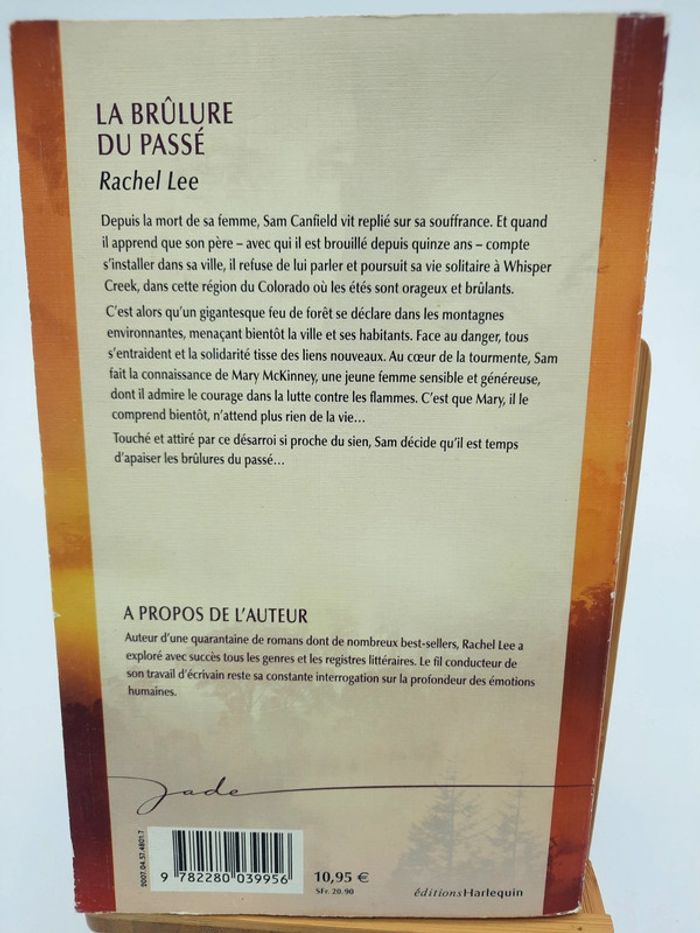 LA BRÛLURE
DU PASSÉ
Rachel Lee
Depuis la mort de sa femme, Sam Canfield vit replié sur sa souffrance. Et quand
il apprend que son père – avec qui il est brouillé depuis quinze ans – compte
s'installer dans sa ville, il refuse de lui parler et poursuit sa vie solitaire à Whisper
Creek, dans cette région du Colorado où les étés sont orageux et brûlants.
C'est alors qu'un gigantesque feu de forêt se déclare dans les montagnes
environnantes, menaçant bientôt la ville et ses habitants. Face au danger, tous
s'entraident et la solidarité tisse des liens nouveaux. Au cœur de la tourmente, Sam
fait la connaissance de Mary McKinney, une jeune femme sensible et généreuse,
dont il admire le courage dans la lutte contre les flammes. C'est que Mary, il le
comprend bientôt, n'attend plus rien de la vie...
Touché et attiré par ce désarroi si proche du sien, Sam décide qu'il est temps
d'apaiser les brûlures du passé...
A PROPOS DE L'AUTEUR
Auteur d'une quarantaine de romans dont de nombreux best-sellers, Rachel Lee a
exploré avec succès tous les genres et les registres littéraires. Le fil conducteur de
son travail d'écrivain reste sa constante interrogation sur la profondeur des émotions
humaines.
Jade
2007.04.37.4801.7
9 782280 039956
10,95 €
SFr. 20.90
éditions Harlequin